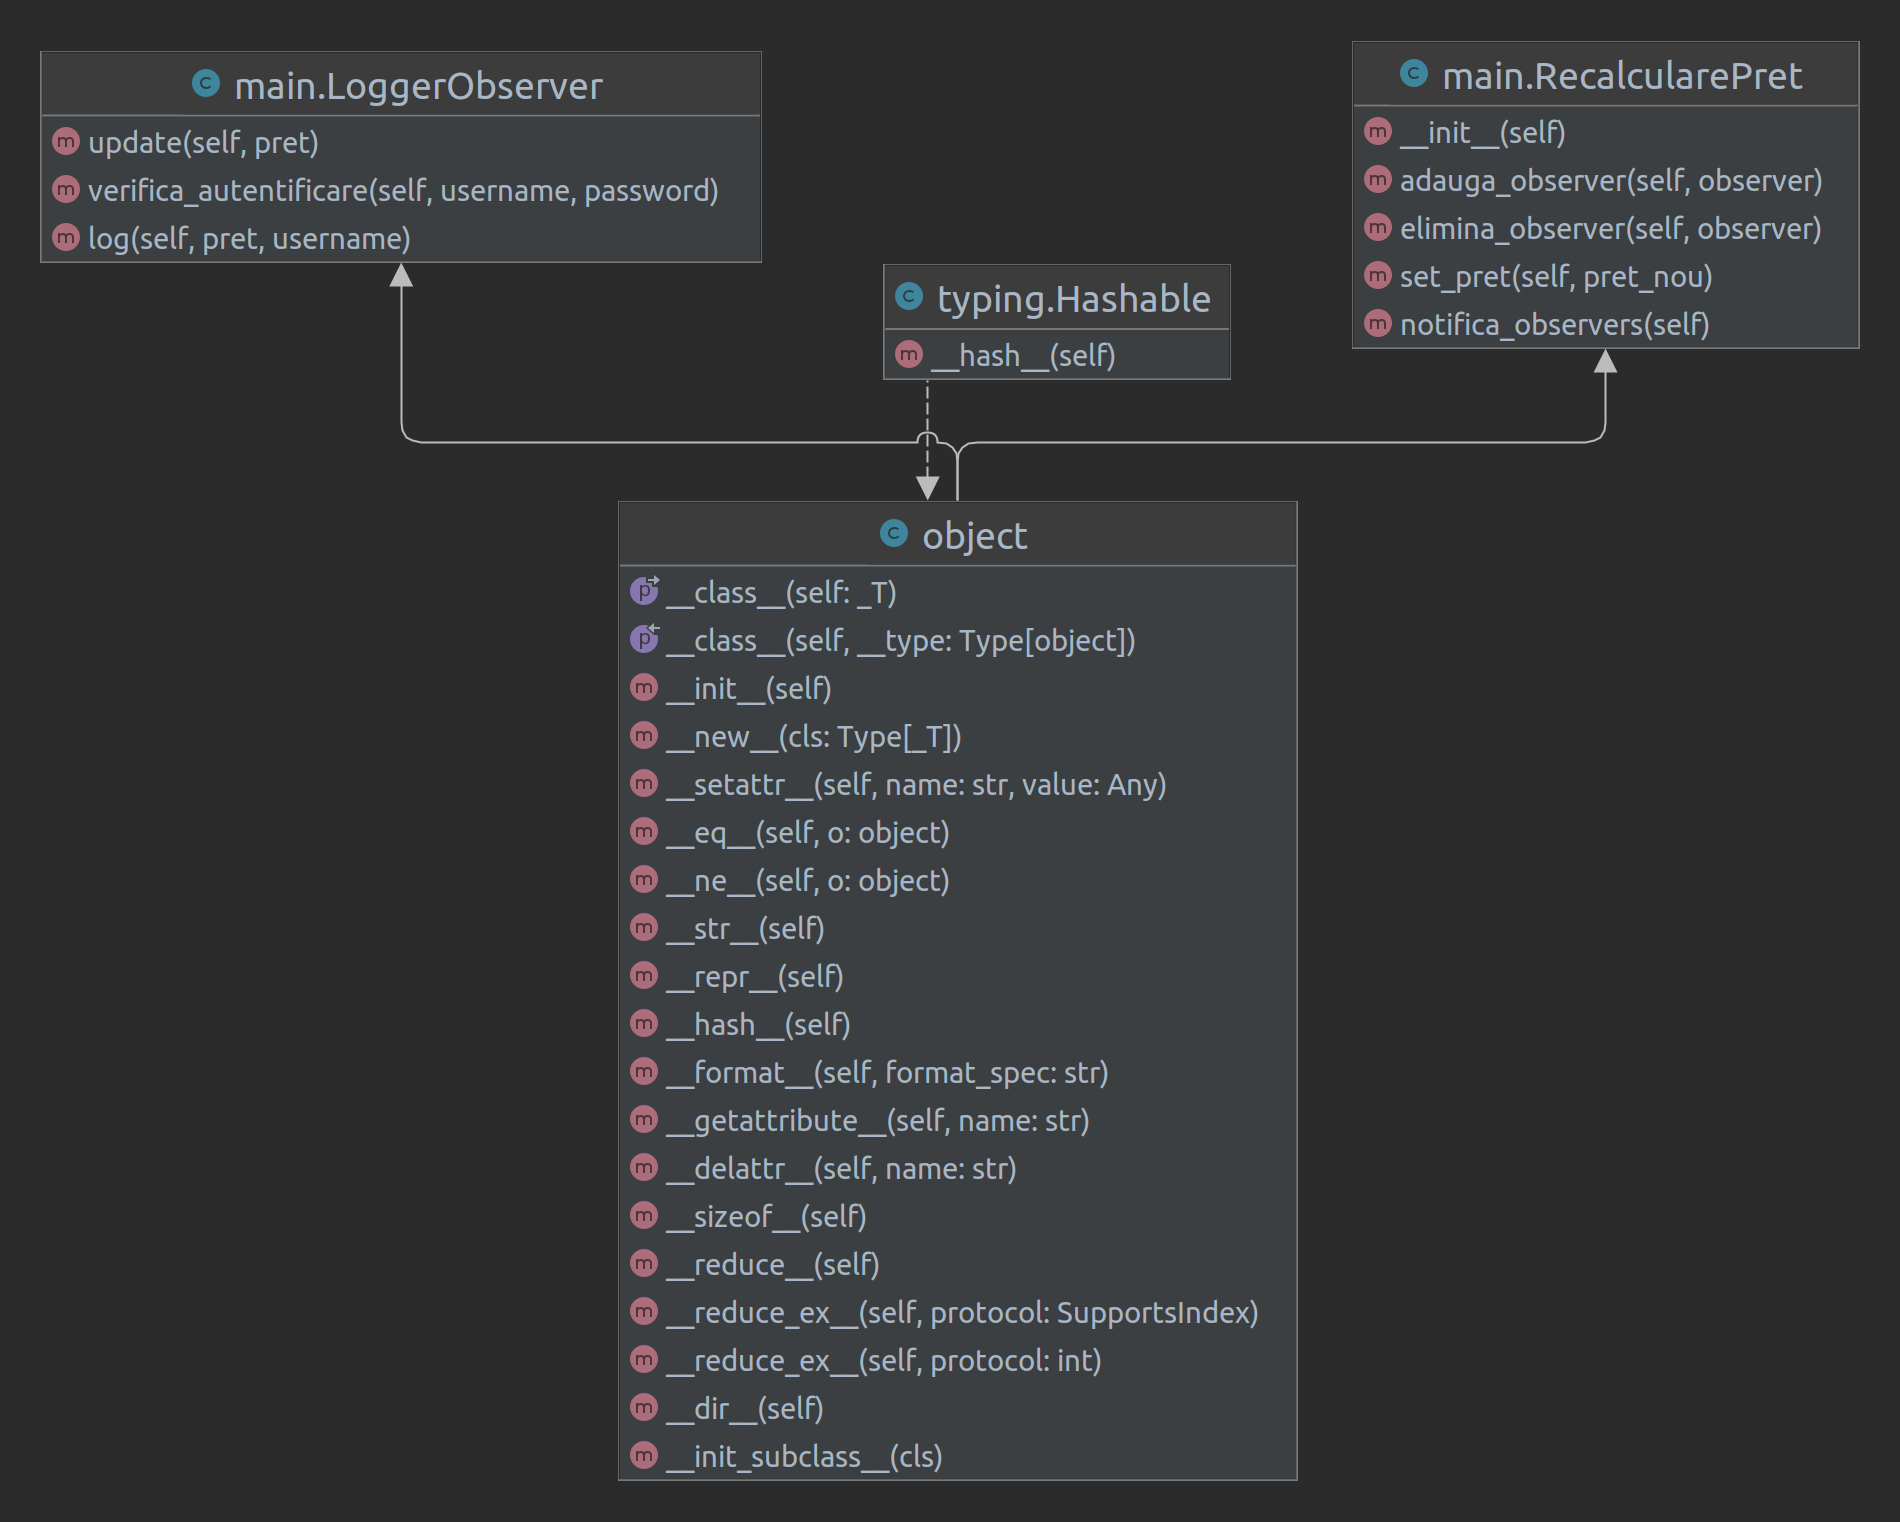 main.LoggerObserver
update(self, pret)
verifica_autentificare(self, username, password)
log(self, pret, username)
typing.Hashable
__hash__(self)
main.RecalcularePret
__init__(self)
adauga_observer(self, observer)
elimina_observer(self, observer)
set_pret(self, pret_nou)
notifica_observers(self)
object
__class__(self: _T)
__class__(self, __type: Type[object])
__init__(self)
__new__(cls: Type[_T])
__setattr__(self, name: str, value: Any)
__eq__(self, o: object)
__ne__(self, o: object)
__str__(self)
__repr__(self)
__hash__(self)
__format__(self, format_spec: str)
__getattribute__(self, name: str)
__delattr__(self, name: str)
__sizeof__(self)
__reduce__(self)
__reduce_ex__(self, protocol: SupportsIndex)
__reduce_ex__(self, protocol: int)
__dir__(self)
__init_subclass__(cls)